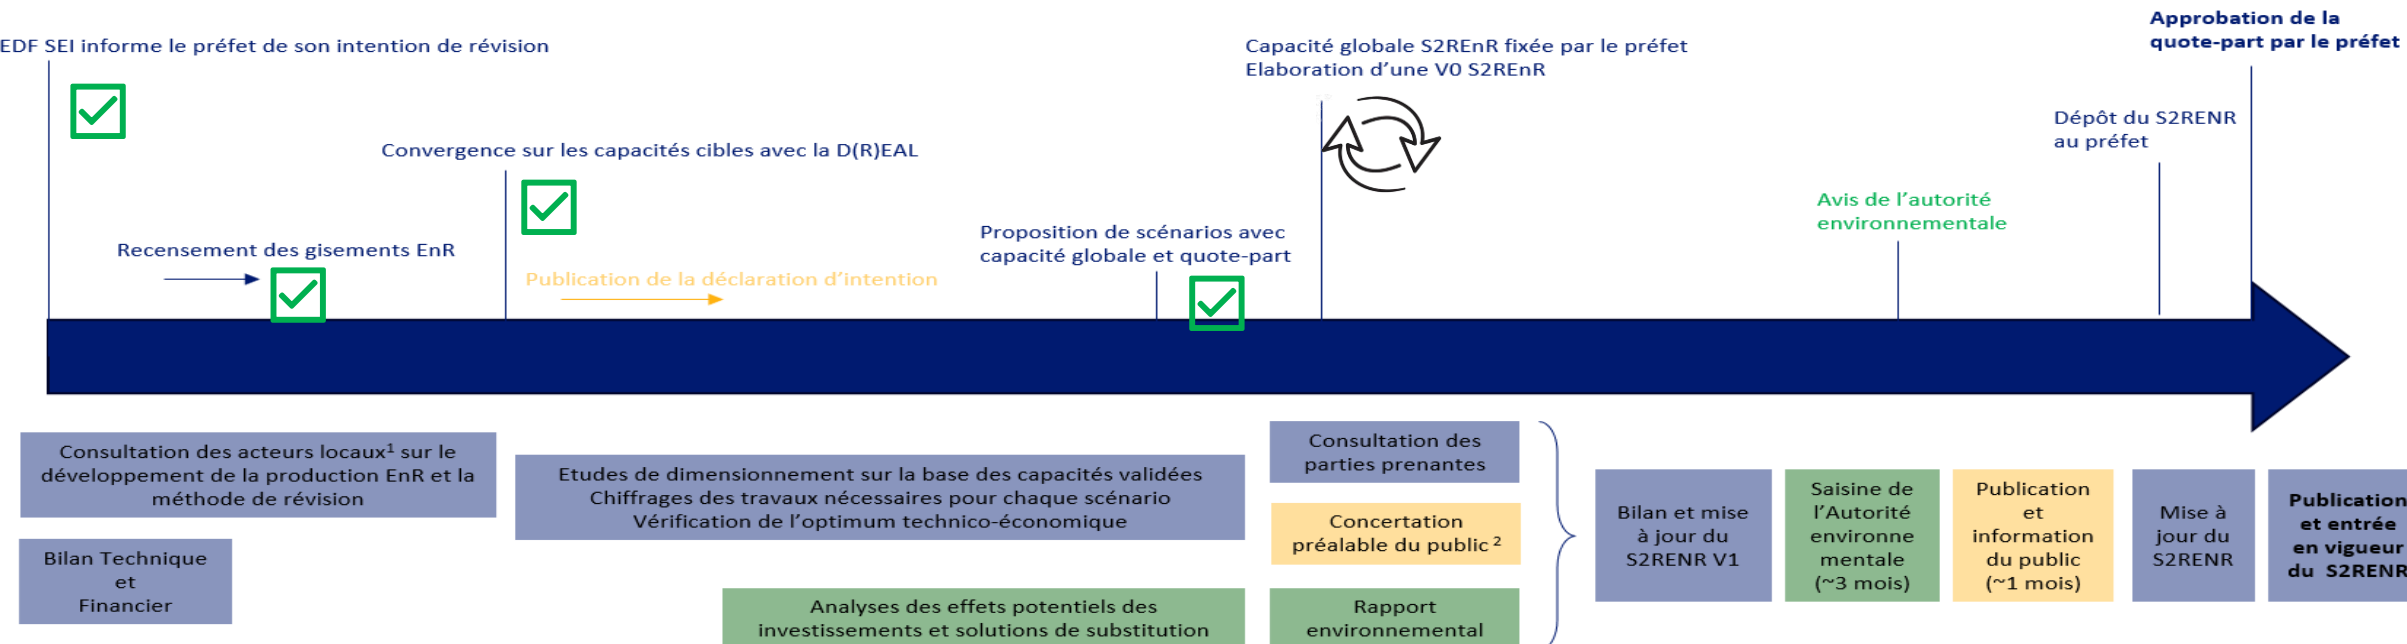 Approbation de la
quote-part par le préfet
EDF SEI informe le préfet de son intention de révision
Capacité globale S2REnR fixée par le préfet
Elaboration d’une V0 S2REnR
Dépôt du S2RENR
au préfet
Convergence sur les capacités cibles avec la D(R)EAL
Avis de l’autorité
environnementale
Recensement des gisements EnR
Proposition de scénarios avec
capacité globale et quote-part
Publication de la déclaration d’intention
Consultation des acteurs locaux¹ sur le
développement de la production EnR et la
méthode de révision
Bilan Technique
et
Financier
Etudes de dimensionnement sur la base des capacités validées
Chiffrages des travaux nécessaires pour chaque scénario
Vérification de l’optimum technico-économique
Analyses des effets potentiels des
investissements et solutions de substitution
Consultation des
parties prenantes
Concertation
préalable du public ²
Rapport
environnemental
Bilan et mise
à jour du
S2RENR V1
Saisine de
l’Autorité
environne
mentale
(~3 mois)
Publication
et
information
du public
(~1 mois)
Mise à
jour du
S2RENR
Publication
et entrée
en vigueur
du S2RENR